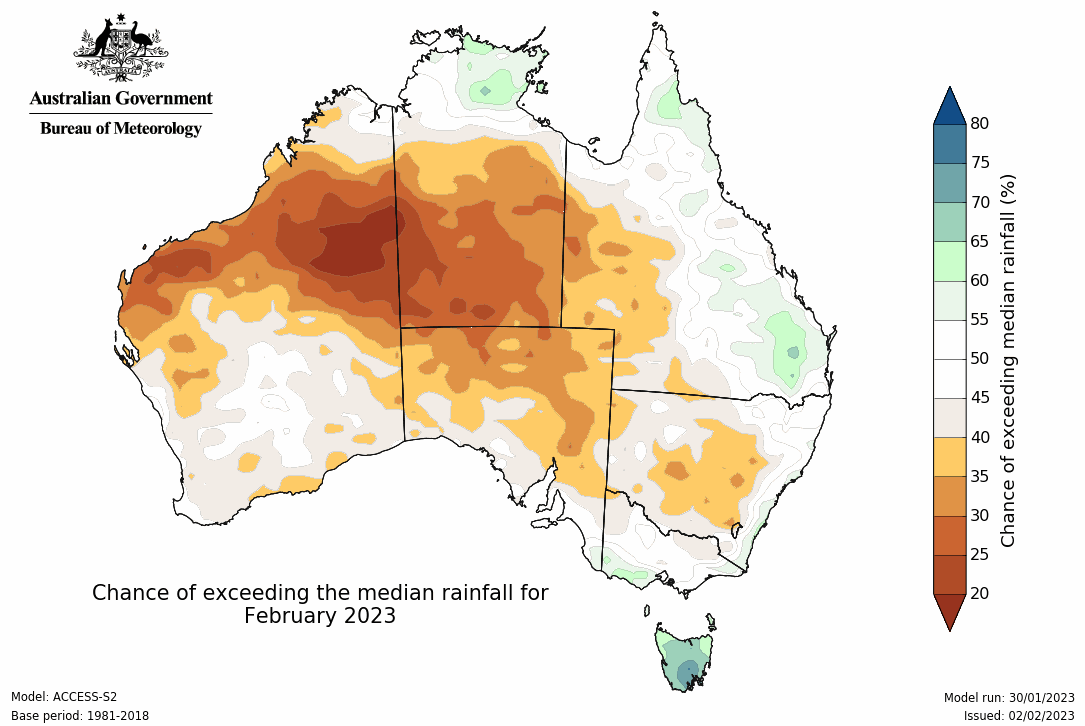 Australian Government
Bureau of Meteorology
80
75
70
65
60
55
50
45
40
35
30
25
20
Chance of exceeding median rainfall (%)
Chance of exceeding the median rainfall for
February 2023
Model: ACCESS-S2
Base period: 1981-2018
Model run: 30/01/2023
Issued: 02/02/2023